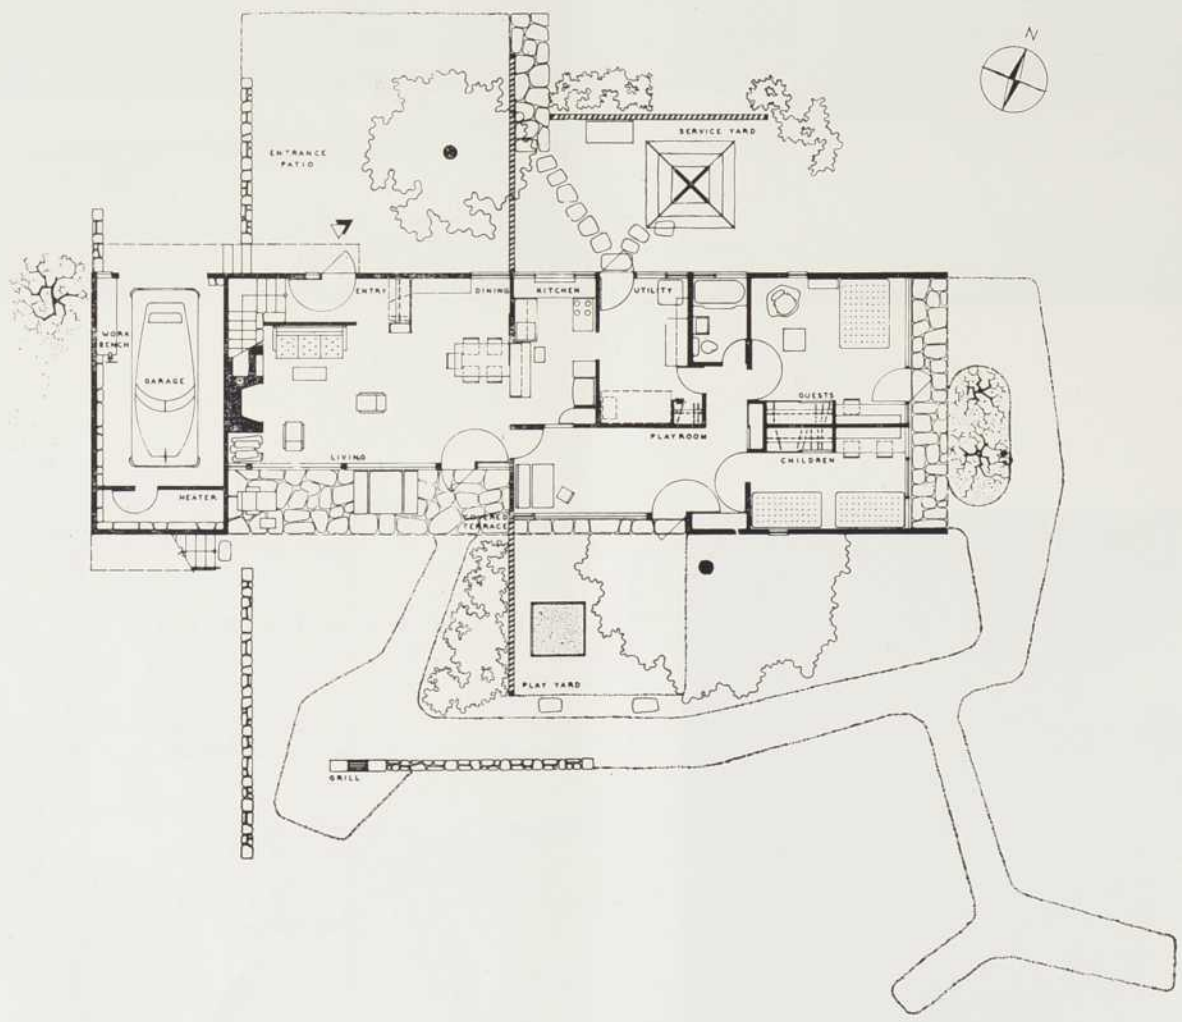 N
SERVICE YARD
ENTRANCE
PATIO
ENTRY
DINING
KITCHEN
UTILITY
WORK
BENCH
GARAGE
GUESTS
PLAYROOM
LIVING
CHILDREN
HEATER
COVERED
TERRACE
PLAY YARD
GRILL